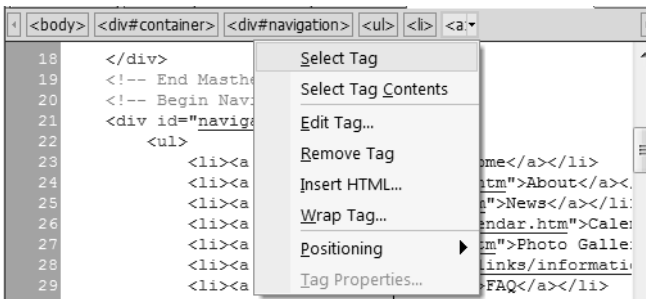 <body> <div#container> <div#navigation> <ul> <li> <a>
18 </div>
19 <!-- End Masthe
20 <!-- Begin Navi
21 <div id="naviga
22 <ul>
23 <li><a ome</a></li>
24 <li><a ntm">About</a><
25 <li><a ">News</a></li
26 <li><a endar.htm">Caler
27 <li><a m">Photo Galle
28 <li><a links/informati
29 <li><a >FAQ</a></li>
Select Tag
Select Tag Contents
Edit Tag...
Remove Tag
Insert HTML...
Wrap Tag...
Positioning
Tag Properties...